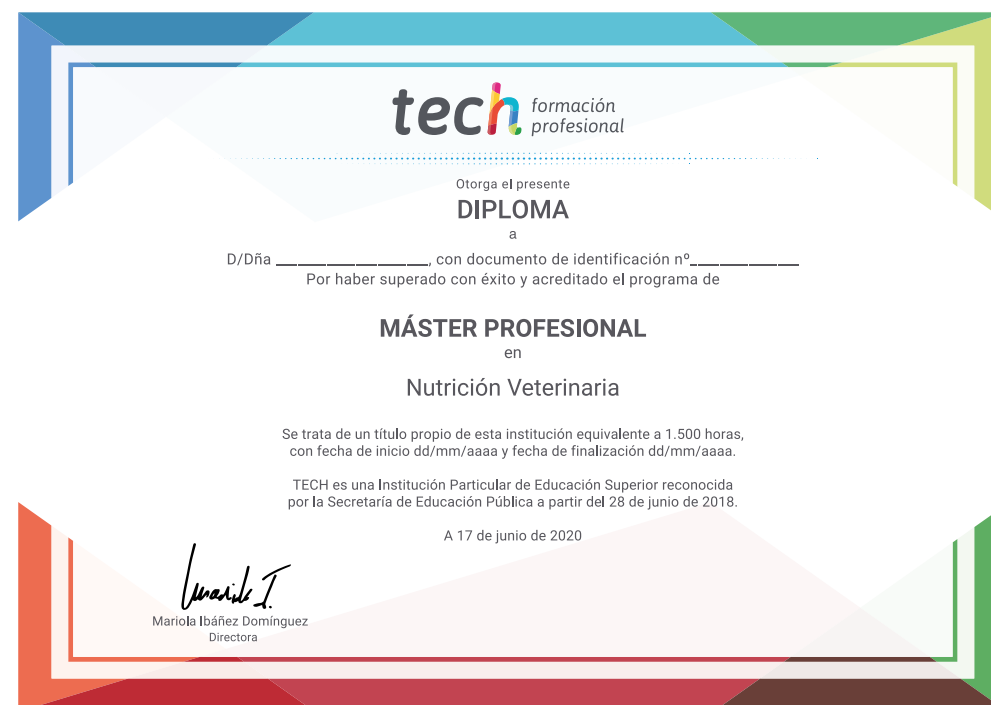 tech formación
profesional
Otorga el presente
DIPLOMA
a
D/Dña ________________, con documento de identificación nº____________
Por haber superado con éxito y acreditado el programa de
MÁSTER PROFESIONAL
en
Nutrición Veterinaria
Se trata de un título propio de esta institución equivalente a 1.500 horas,
con fecha de inicio dd/mm/aaaa y fecha de finalización dd/mm/aaaa.
TECH es una Institución Particular de Educación Superior reconocida
por la Secretaría de Educación Pública a partir del 28 de junio de 2018.
A 17 de junio de 2020
Mariola I.
Mariola Ibáñez Domínguez
Directora